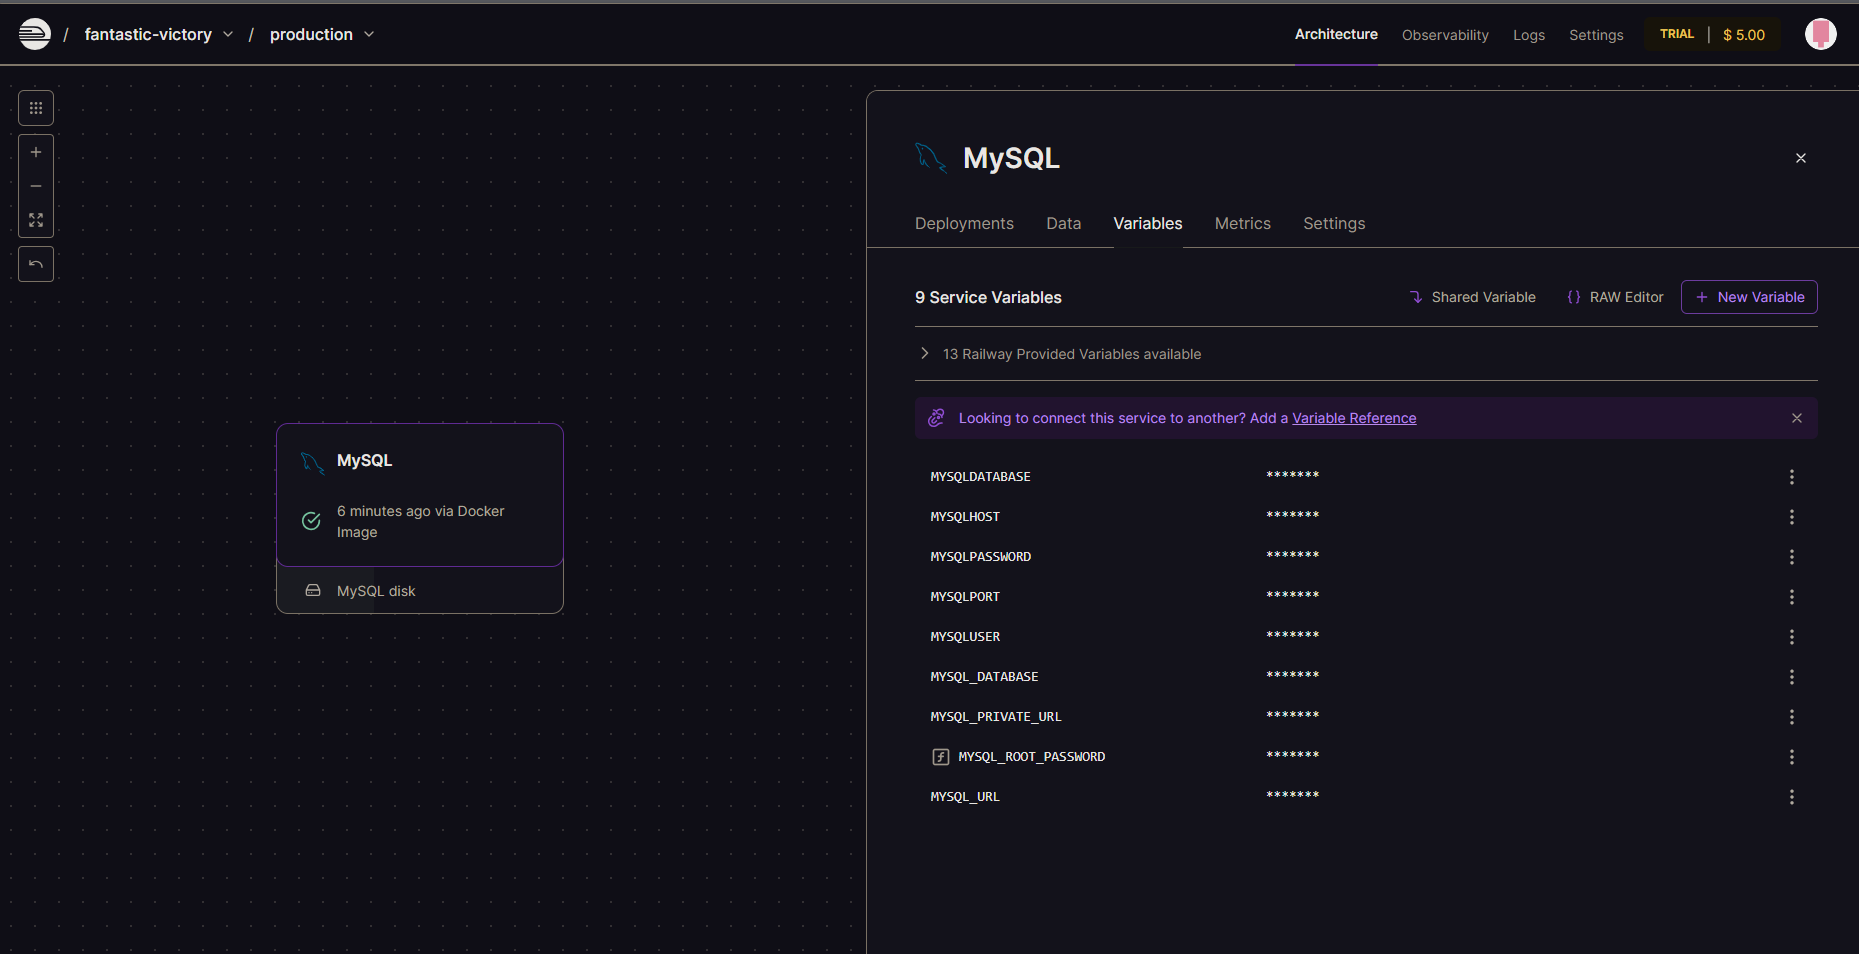 / fantastic-victory / production
Architecture Observability Logs Settings TRIAL | $ 5.00
MySQL
6 minutes ago via Docker
Image
MySQL disk
MySQL
Deployments Data Variables Metrics Settings
9 Service Variables Shared Variable {} RAW Editor + New Variable
13 Railway Provided Variables available
Looking to connect this service to another? Add a Variable Reference
MYSQLDATABASE *******
MYSQLHOST *******
MYSQLPASSWORD *******
MYSQLPORT *******
MYSQLUSER *******
MYSQL_DATABASE *******
MYSQL_PRIVATE_URL *******
MYSQL_ROOT_PASSWORD *******
MYSQL_URL *******